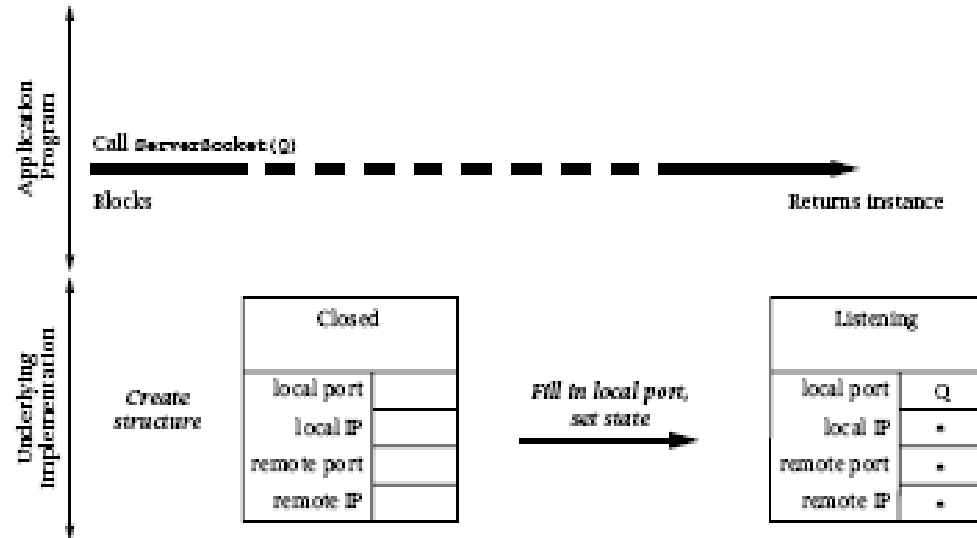 Application
Program
Call ServerSocket(Q)
Blocks
Returns instance
Underlying
Implementation
Create
structure
Closed
local port
local IP
remote port
remote IP
Fill in local port,
set state
Listening
local port Q
local IP *
remote port *
remote IP *